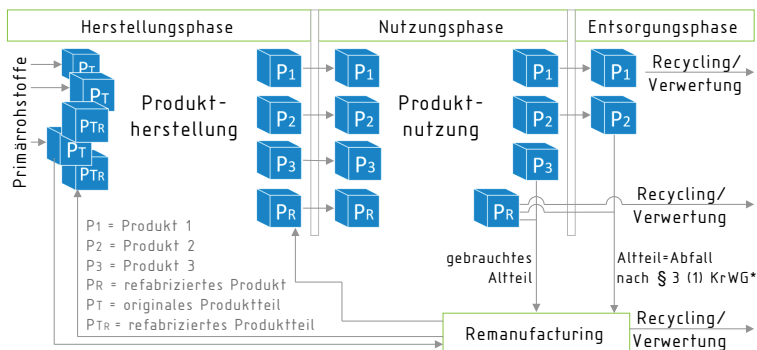 Herstellungsphase
Nutzungsphase
Entsorgungsphase
Primärrohstoffe
PT
PT
PTR
PT
PTR
Produkt-
herstellung
P1
P2
P3
PR
P1
P2
P3
PR
Produkt-
nutzung
P1
P2
P3
PR
P1
P2
Recycling/
Verwertung
Recycling/
Verwertung
P1 = Produkt 1
P2 = Produkt 2
P3 = Produkt 3
PR = refabriziertes Produkt
PT = originales Produktteil
PTR = refabriziertes Produktteil
gebrauchtes
Altteil
Altteil=Abfall
nach § 3 (1) KrWG*
Remanufacturing
Recycling/
Verwertung